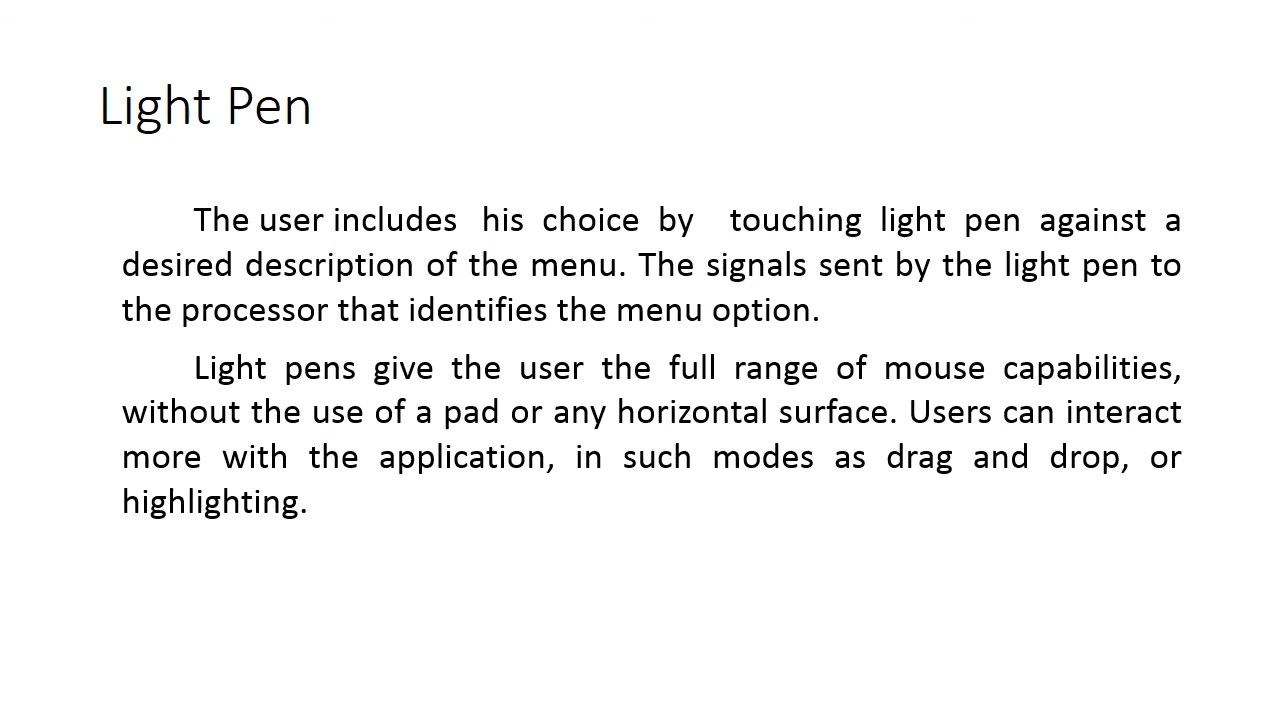 Light Pen
The user includes his choice by touching light pen against a
desired description of the menu. The signals sent by the light pen to
the processor that identifies the menu option.
Light pens give the user the full range of mouse capabilities,
without the use of a pad or any horizontal surface. Users can interact
more with the application, in such modes as drag and drop, or
highlighting.